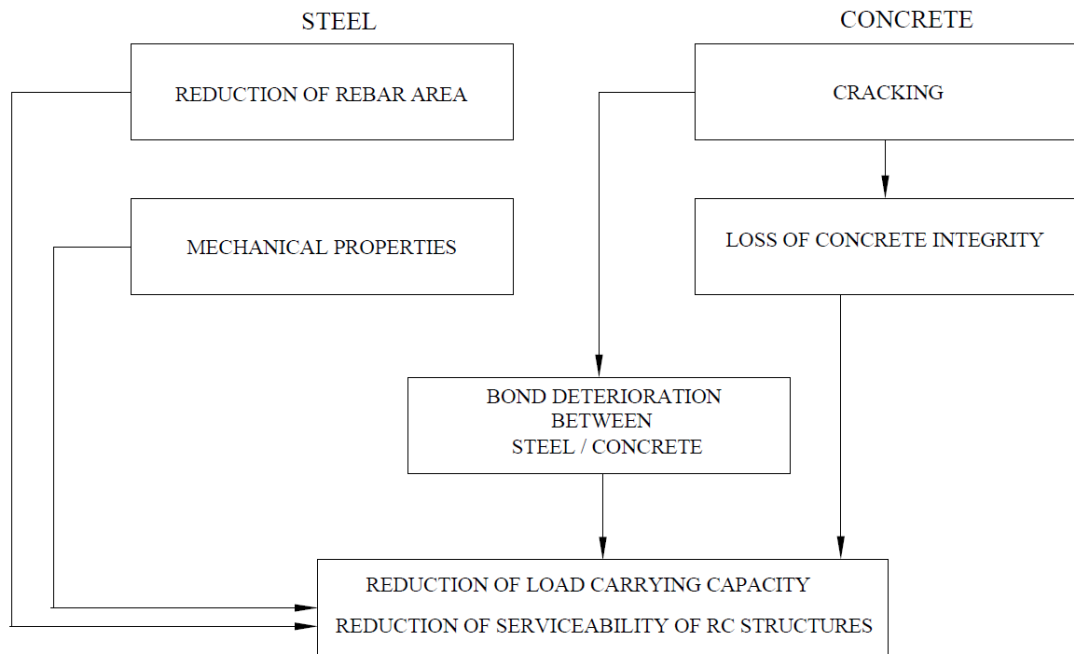 STEEL
CONCRETE
REDUCTION OF REBAR AREA
CRACKING
MECHANICAL PROPERTIES
LOSS OF CONCRETE INTEGRITY
BOND DETERIORATION
BETWEEN
STEEL / CONCRETE
REDUCTION OF LOAD CARRYING CAPACITY
REDUCTION OF SERVICEABILITY OF RC STRUCTURES